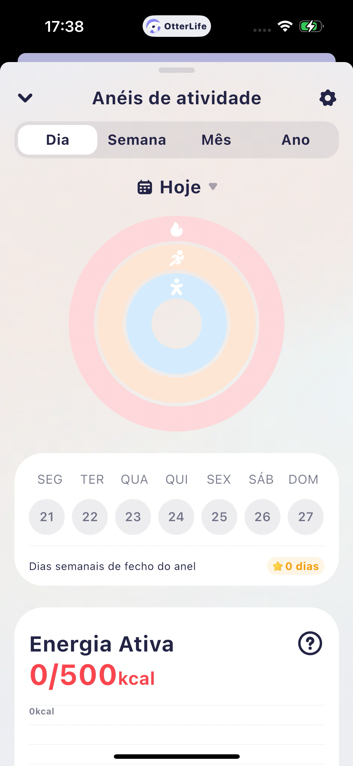 17:38
OtterLife
Anéis de atividade
Dia Semana Mês Ano
Hoje
SEG TER QUA QUI SEX SÁB DOM
21 22 23 24 25 26 27
Dias semanais de fecho do anel 0 dias
Energia Ativa
0/500kcal
0kcal